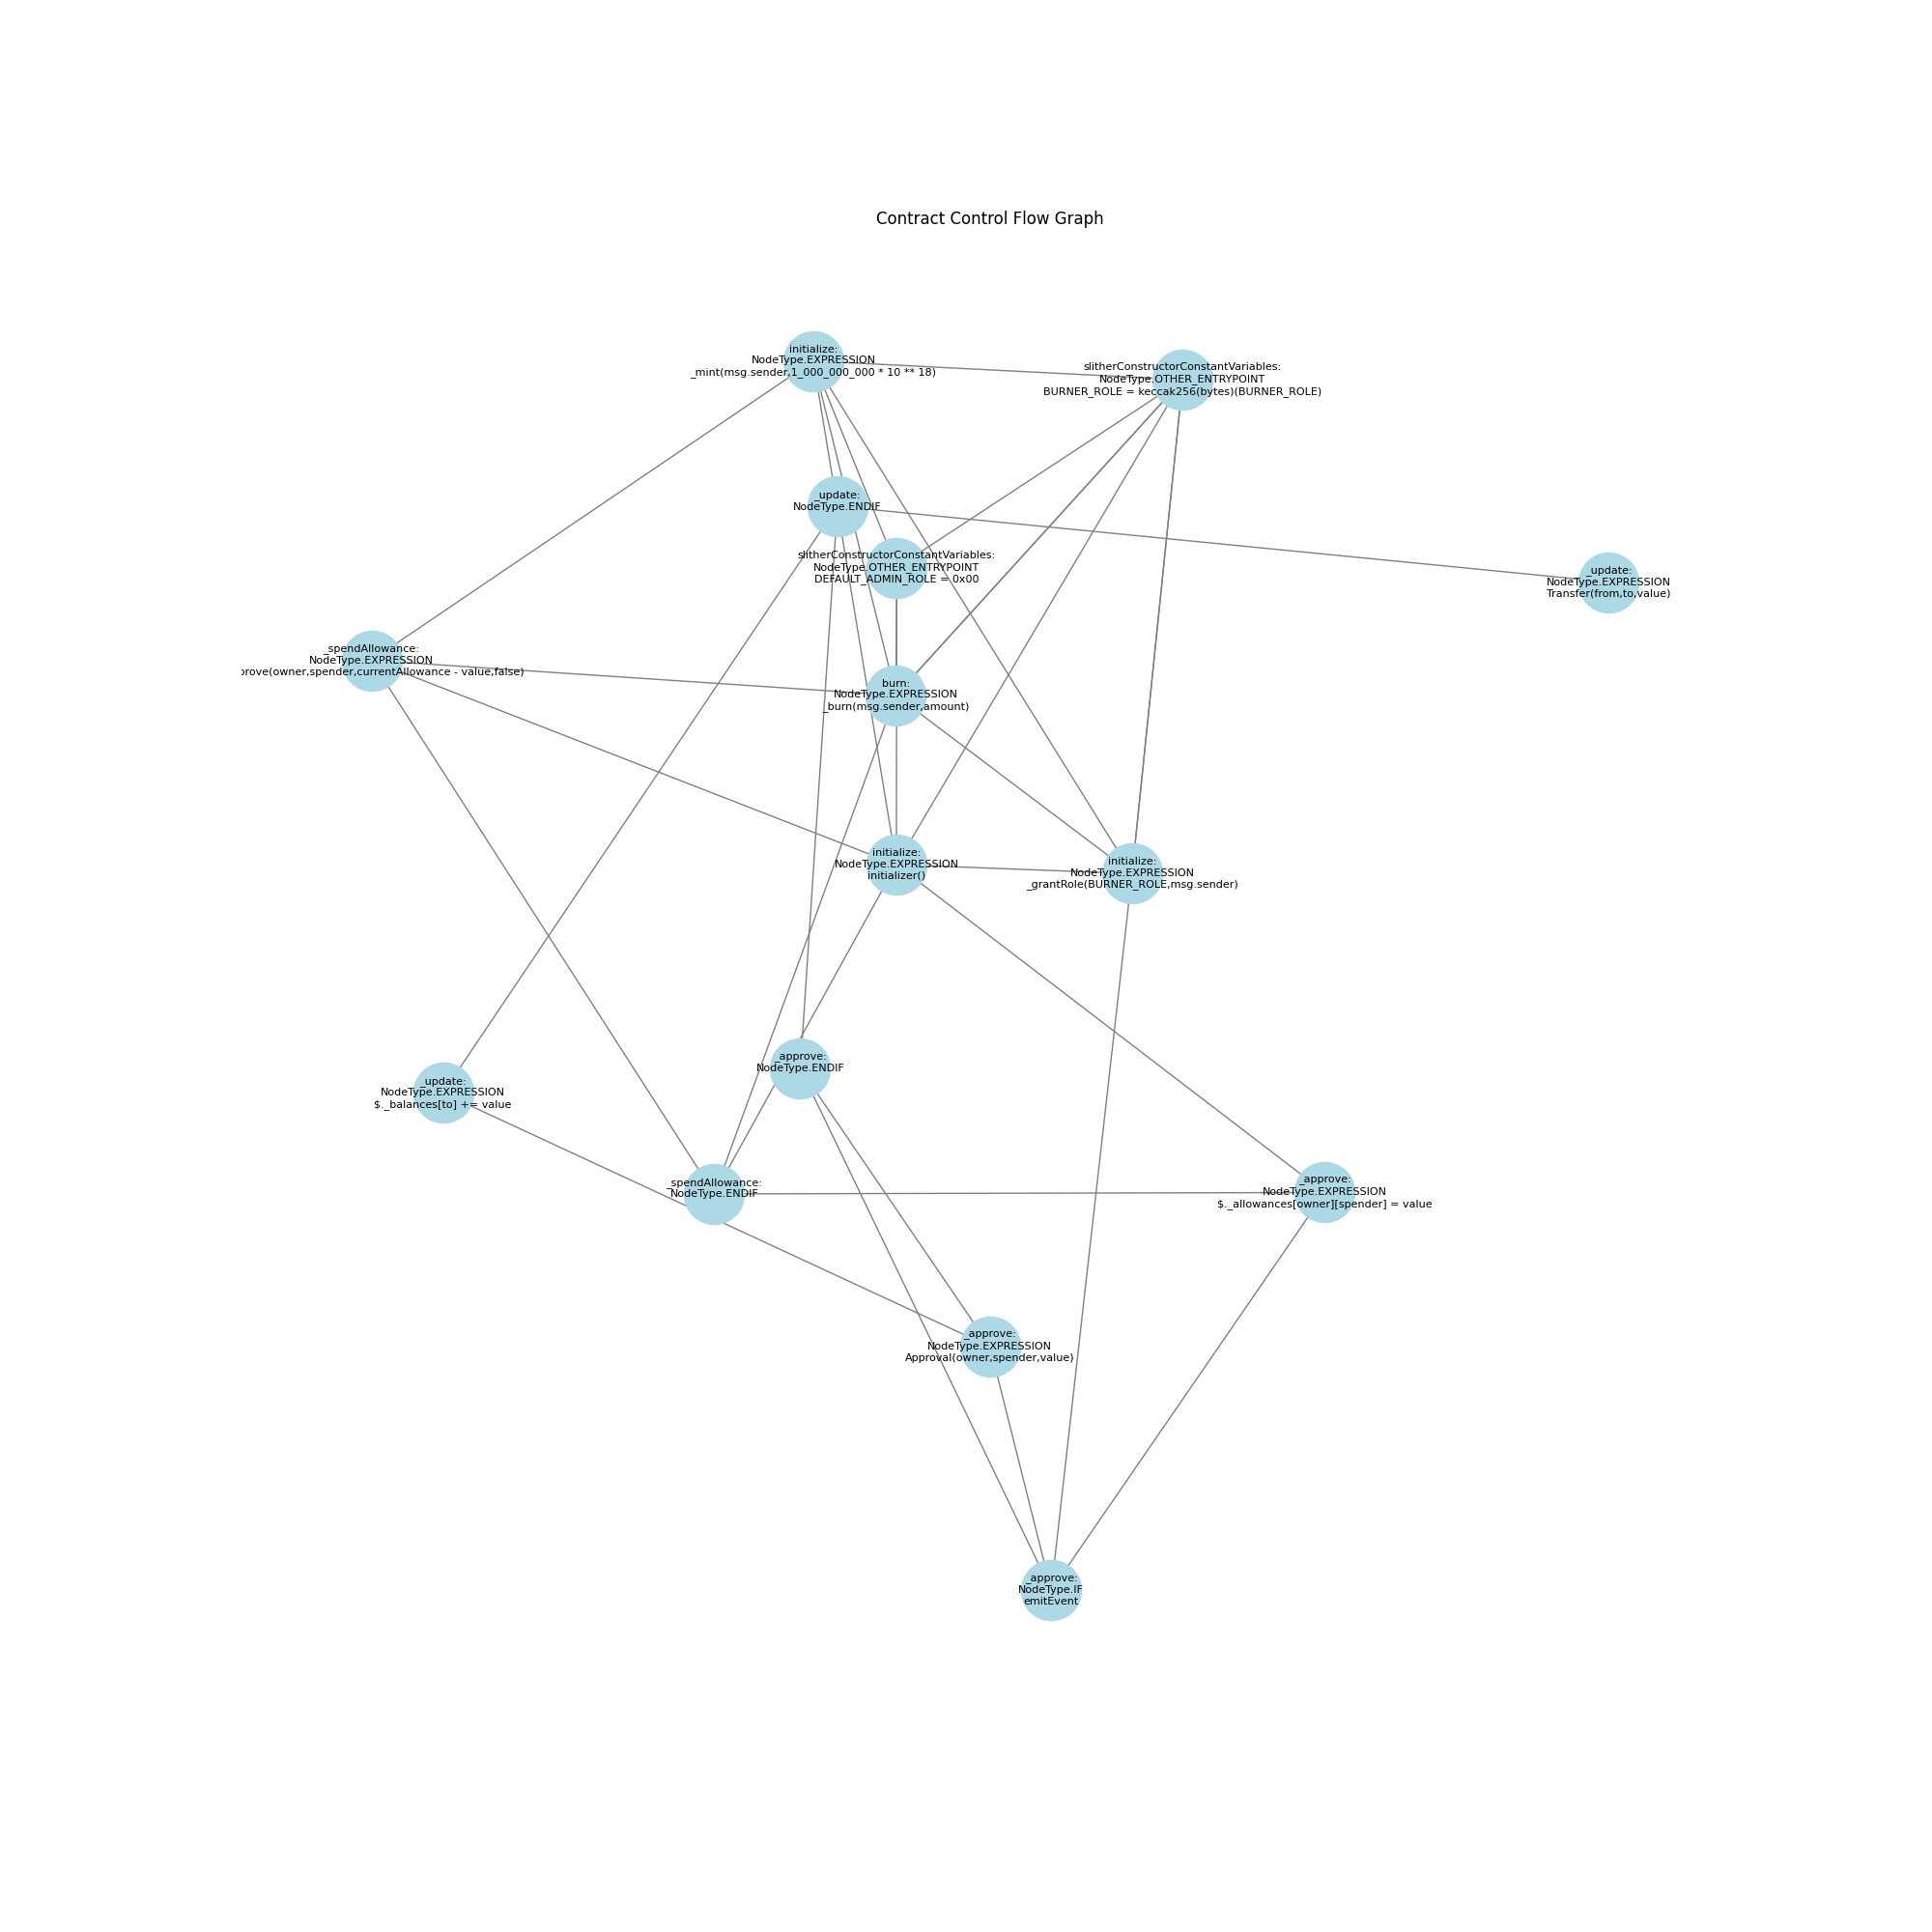 Contract Control Flow Graph
initialize:
NodeType.EXPRESSION
_mint(msg.sender,1_000_000_000 * 10 ** 18)
slitherConstructorConstantVariables:
NodeType.OTHER_ENTRYPOINT
BURNER_ROLE = keccak256(bytes)(BURNER_ROLE)
_update:
NodeType.ENDIF
slitherConstructorConstantVariables:
NodeType.OTHER_ENTRYPOINT
DEFAULT_ADMIN_ROLE = 0x00
_update:
NodeType.EXPRESSION
Transfer(from,to,value)
_spendAllowance:
NodeType.EXPRESSION
prove(owner,spender,currentAllowance - value,false)
burn:
NodeType.EXPRESSION
_burn(msg.sender,amount)
initialize:
NodeType.EXPRESSION
initializer()
initialize:
NodeType.EXPRESSION
_grantRole(BURNER_ROLE,msg.sender)
_approve:
NodeType.ENDIF
_update:
NodeType.EXPRESSION
$._balances[to] += value
_spendAllowance:
NodeType.ENDIF
_approve:
NodeType.EXPRESSION
$._allowances[owner][spender] = value
_approve:
NodeType.EXPRESSION
Approval(owner,spender,value)
_approve:
NodeType.IF
emitEvent